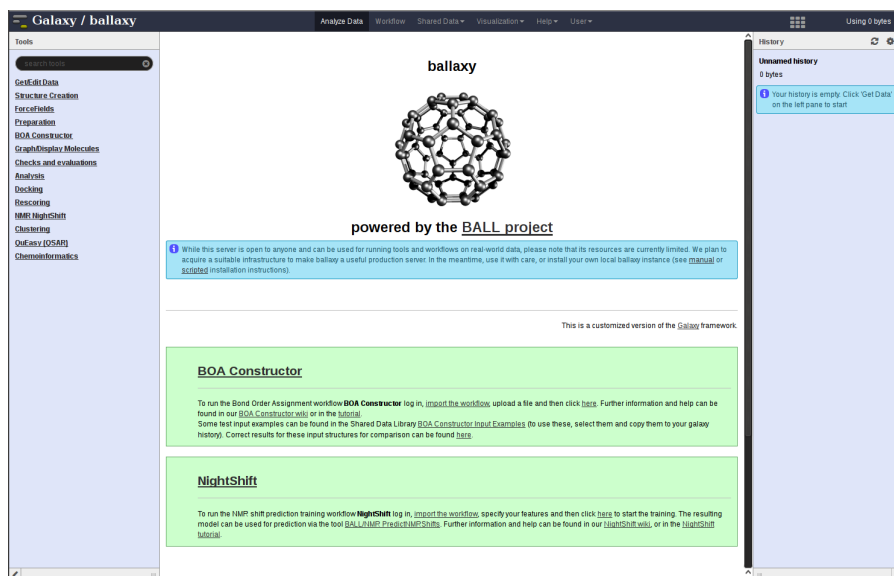 Galaxy / ballaxy
Analyze Data Workflow Shared Data Visualization Help User
Using 0 bytes
Tools
search tools
Get/Edit Data
Structure Creation
ForceFields
Preparation
BOA Constructor
Graph/Display Molecules
Checks and evaluations
Analysis
Docking
Rescoring
NMR NightShift
Clustering
QuEasy (QSAR)
Chemoinformatics
ballaxy
powered by the BALL project
While this server is open to anyone and can be used for running tools and workflows on real-world data, please note that its resources are currently limited. We plan to
acquire a suitable infrastructure to make ballaxy a useful production server. In the meantime, use it with care, or install your own local ballaxy instance (see manual or
scripted installation instructions).
This is a customized version of the Galaxy framework.
BOA Constructor
To run the Bond Order Assignment workflow BOA Constructor log in, import the workflow, upload a file and then click here. Further information and help can be
found in our BOA Constructor wiki or in the tutorial.
Some test input examples can be found in the Shared Data Library BOA Constructor Input Examples (to use these, select them and copy them to your galaxy
history). Correct results for these input structures for comparison can be found here.
NightShift
To run the NMR shift prediction training workflow NightShift log in, import the workflow, specify your features and then click here to start the training. The resulting
model can be used for prediction via the tool BALL/NMR PredictNMRShifts. Further information and help can be found in our NightShift wiki, or in the NightShift
tutorial.
History
Unnamed history
0 bytes
Your history is empty. Click 'Get Data'
on the left pane to start